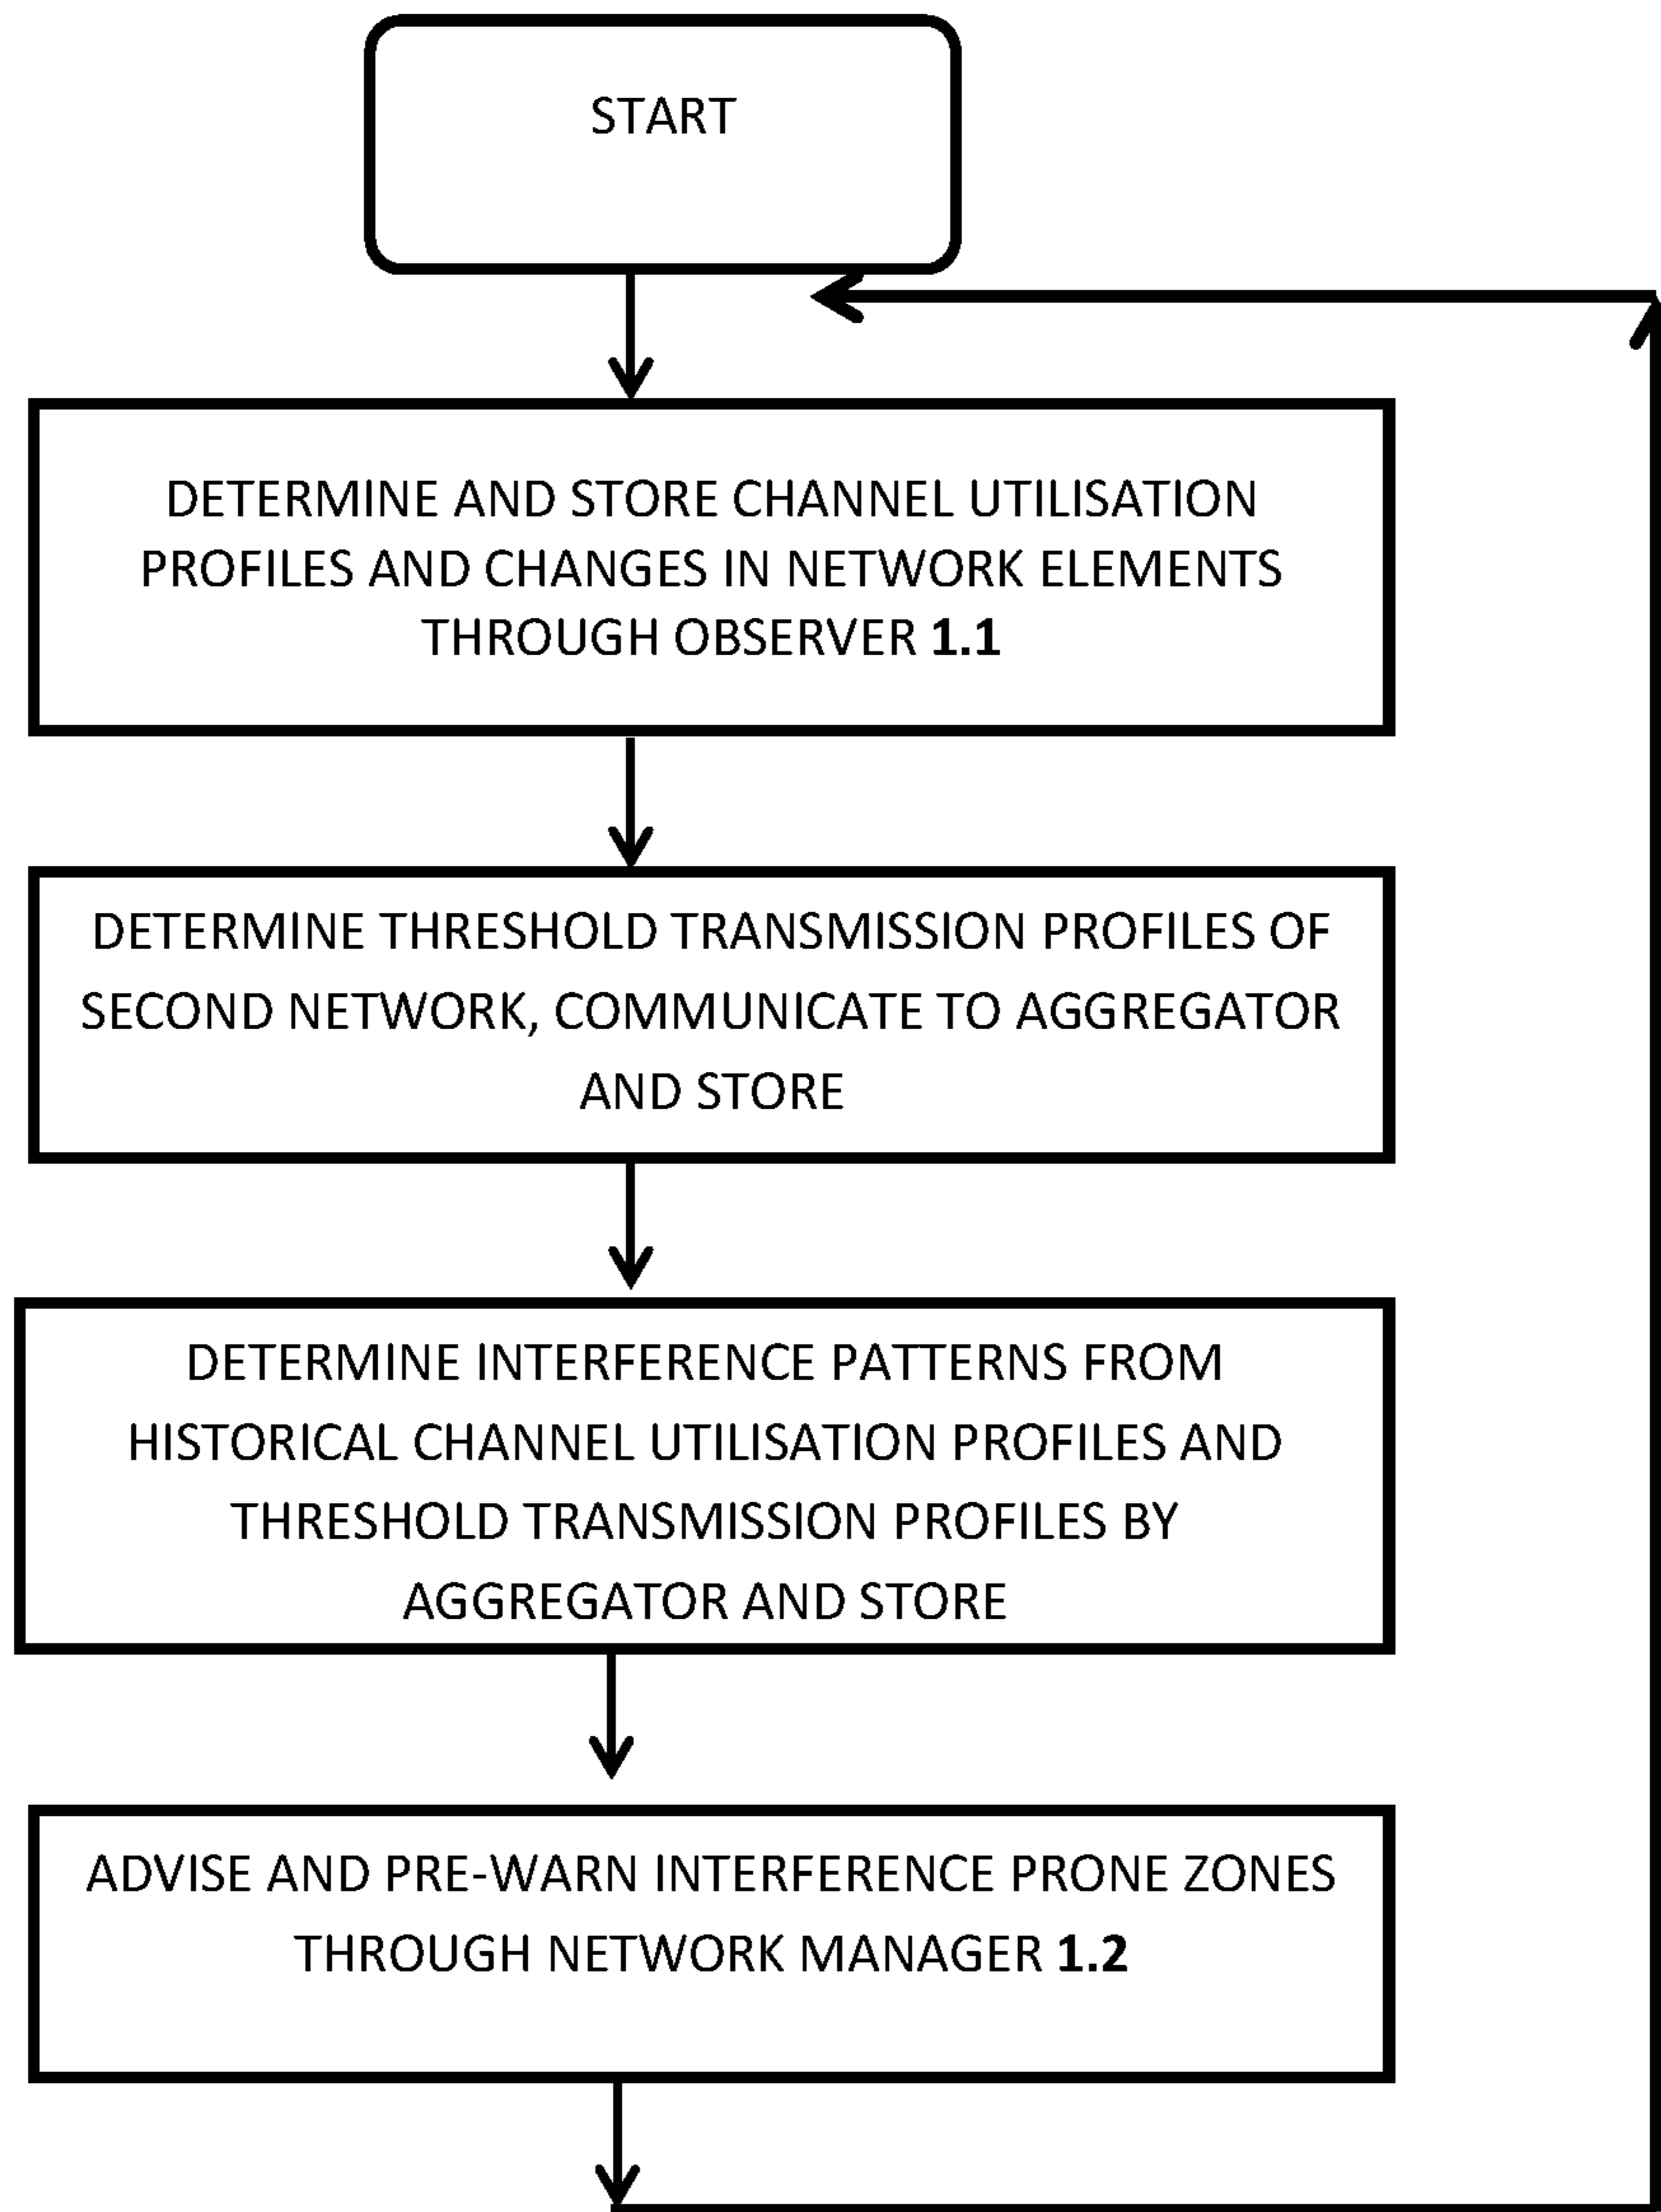 START
DETERMINE AND STORE CHANNEL UTILISATION
PROFILES AND CHANGES IN NETWORK ELEMENTS
THROUGH OBSERVER 1.1
DETERMINE THRESHOLD TRANSMISSION PROFILES OF
SECOND NETWORK, COMMUNICATE TO AGGREGATOR
AND STORE
DETERMINE INTERFERENCE PATTERNS FROM
HISTORICAL CHANNEL UTILISATION PROFILES AND
THRESHOLD TRANSMISSION PROFILES BY
AGGREGATOR AND STORE
ADVISE AND PRE-WARN INTERFERENCE PRONE ZONES
THROUGH NETWORK MANAGER 1.2